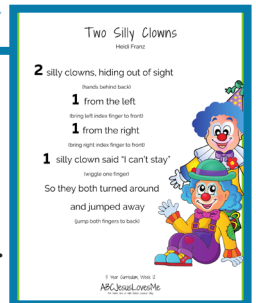 Two Silly Clowns
Heidi Franz
2 silly clowns, hiding out of sight
(hands behind back)
1 from the left
(bring left index finger to front)
1 from the right
(bring right index finger to front)
1 silly clown said "I can't stay"
(wiggle one finger)
So they both turned around
and jumped away
(jump both fingers to back)
3 Year Curriculum, Week 2
ABCJesusLovesMe